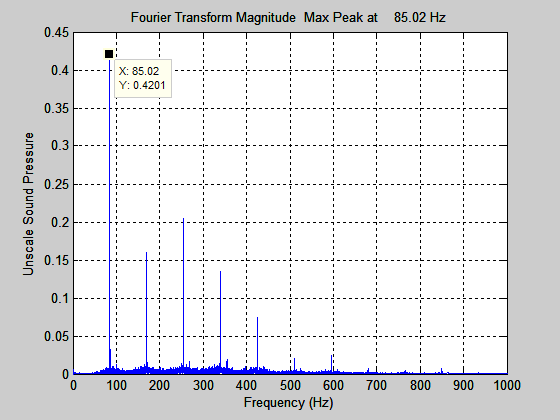 Fourier Transform Magnitude  Max Peak at    85.02 Hz
0.45
0.4
0.35
0.3
0.25
0.2
0.15
0.1
0.05
0
Unscale Sound Pressure
X: 85.02
Y: 0.4201
0 100 200 300 400 500 600 700 800 900 1000
Frequency (Hz)